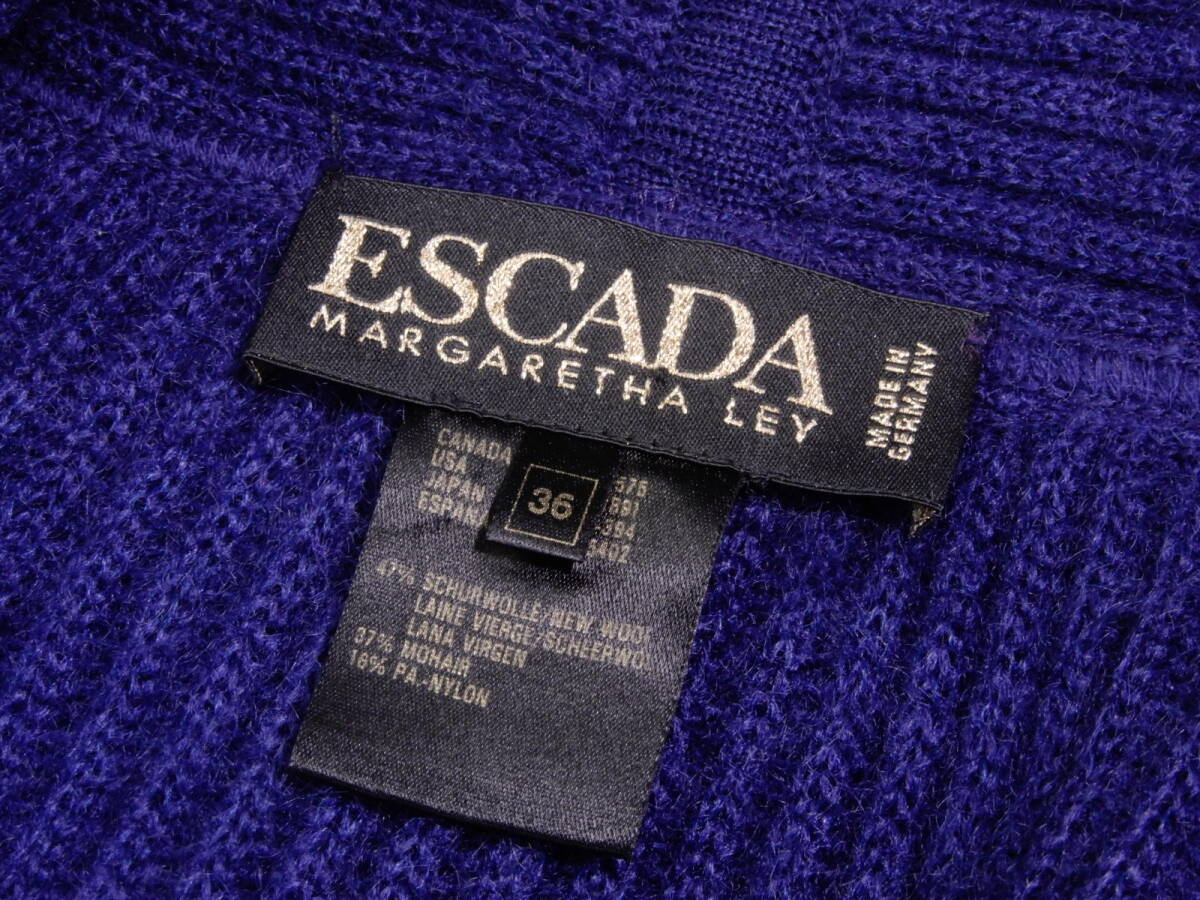 ESCADA
MARGARETHA LEY
MADE IN
GERMANY
36
CANADA
USA
JAPAN
47% SCHURWOLLE/NEW WOOL
LAINE VIERGE/SCHEERWOL
LANA VIRGEN
37% MOHAIR
16% PA-NYLON